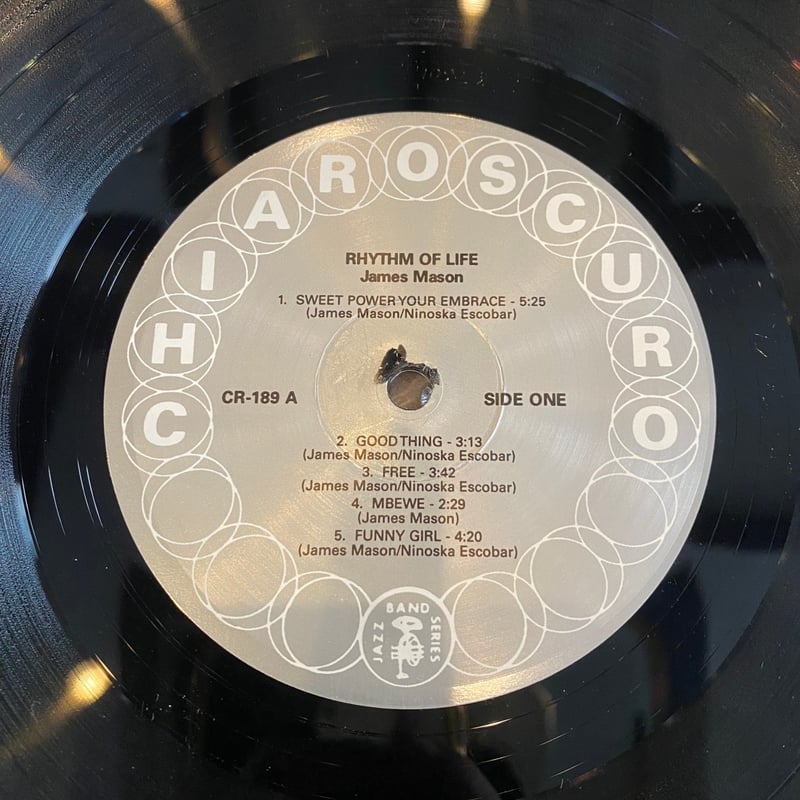 CHIAROSCURO
RHYTHM OF LIFE
James Mason
1. SWEET POWER YOUR EMBRACE - 5:25
(James Mason/Ninoska Escobar)
CR-189 A
SIDE ONE
2. GOOD THING - 3:13
(James Mason/Ninoska Escobar)
3. FREE - 3:42
(James Mason/Ninoska Escobar)
4. MBEWE - 2:29
(James Mason)
5. FUNNY GIRL - 4:20
(James Mason/Ninoska Escobar)
JAZZ BAND SERIES